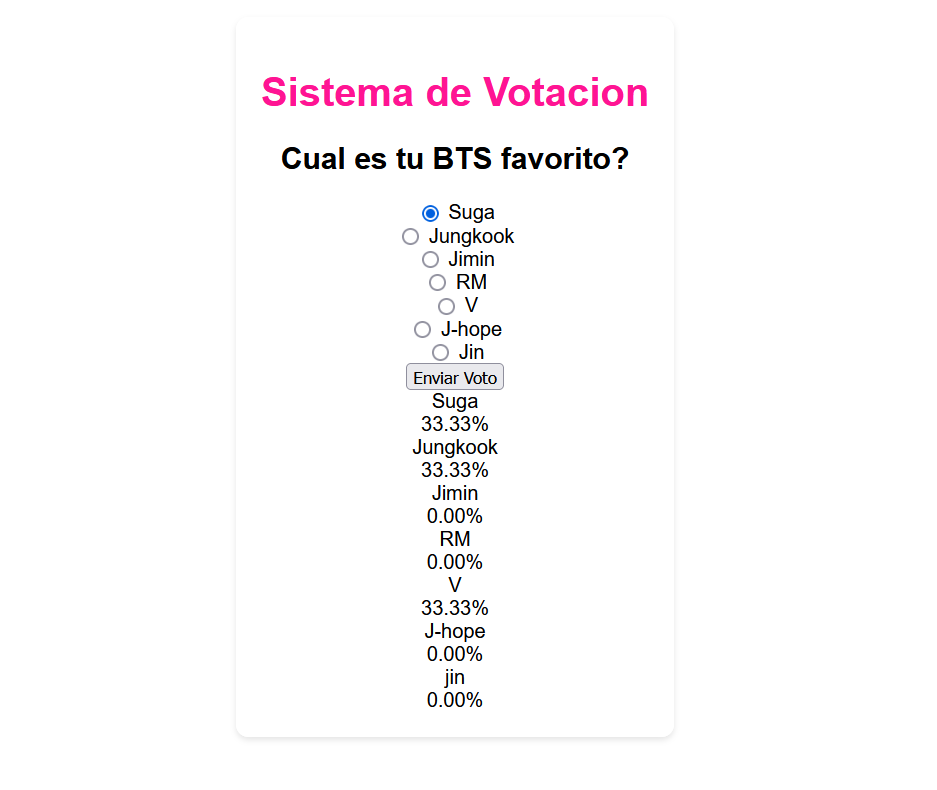 Sistema de Votacion
Cual es tu BTS favorito?
Suga
Jungkook
Jimin
RM
V
J-hope
Jin
Enviar Voto
Suga
33.33%
Jungkook
33.33%
Jimin
0.00%
RM
0.00%
V
33.33%
J-hope
0.00%
jin
0.00%